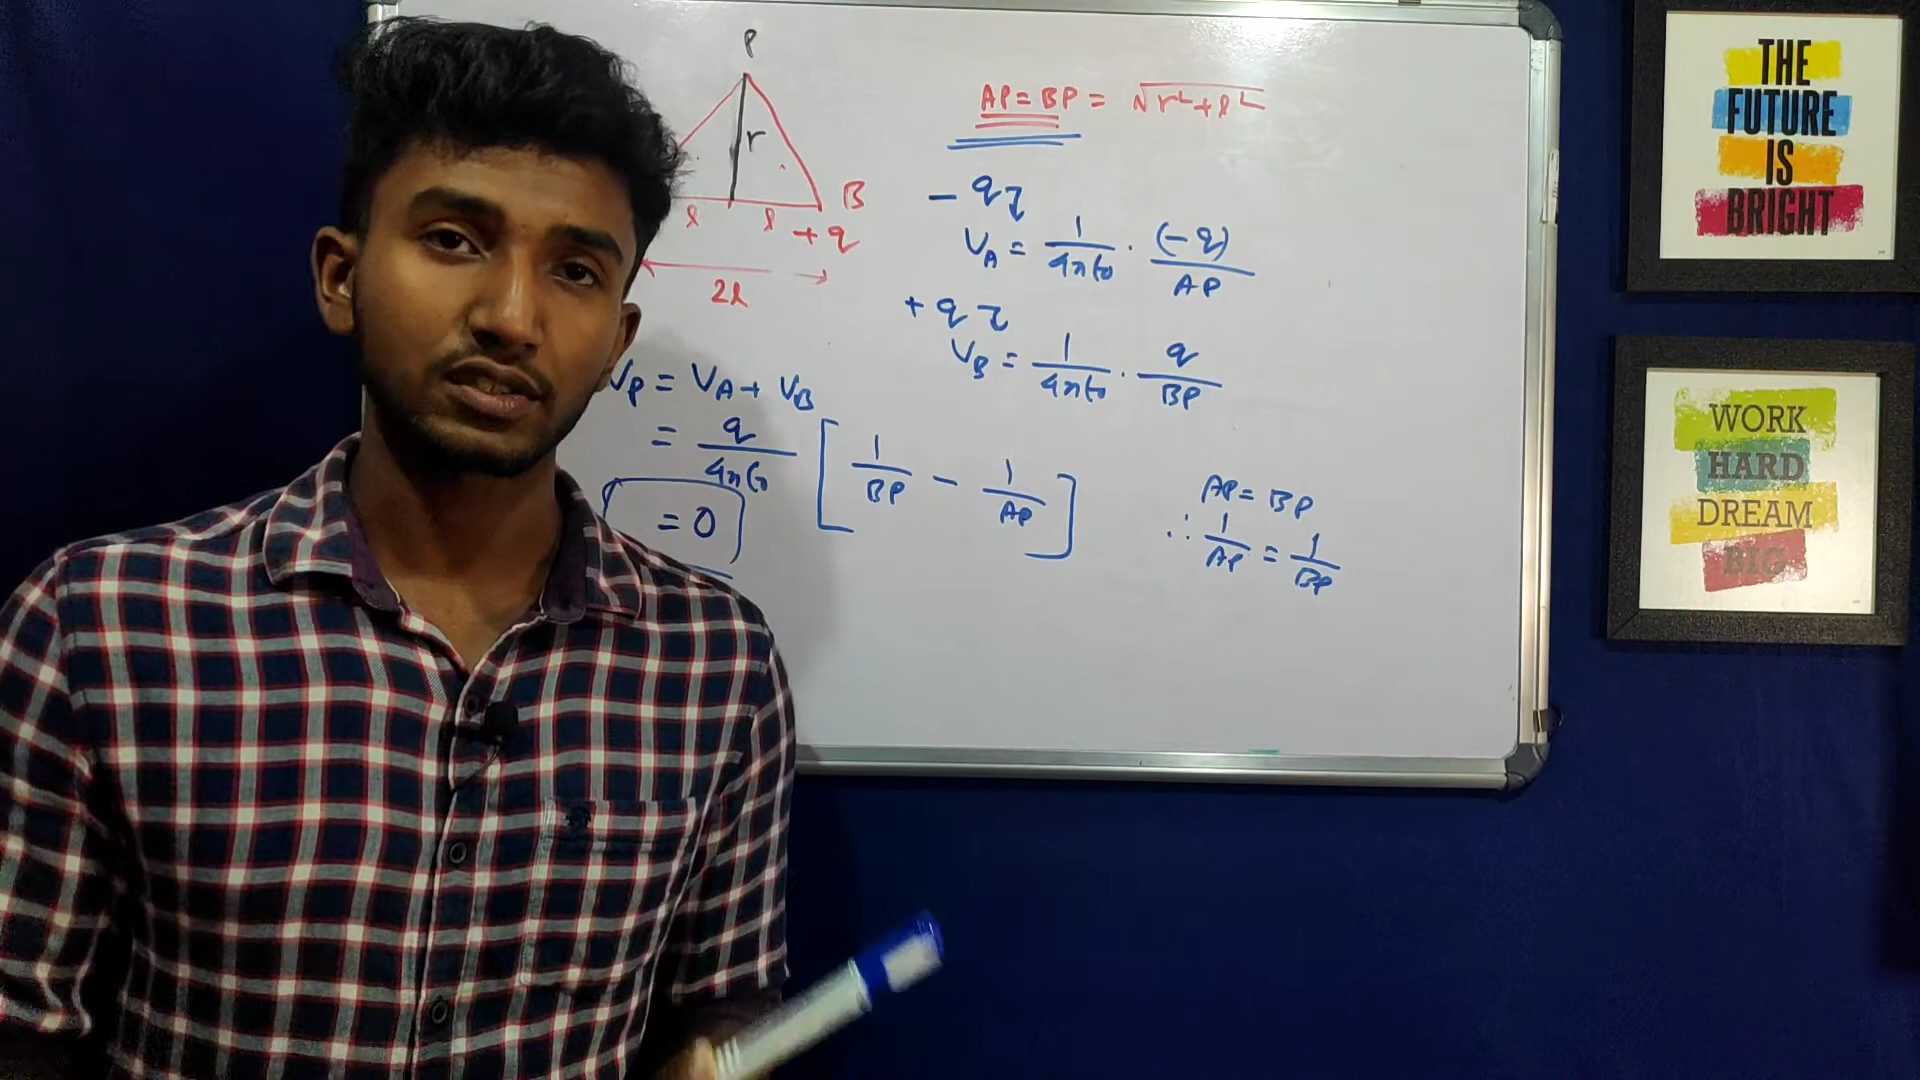 P
r
B
l l + q
2l
AP = BP = √r² + l²
- q र
V_A = 1/4πϵ₀ · (-q)/AP
+ q र
V_B = 1/4πϵ₀ · q/BP
V_P = V_A + V_B
= q/4πϵ₀ [ 1/BP - 1/AP ]
= 0
AP = BP
∴ 1/AP = 1/BP
THE
FUTURE
IS
BRIGHT
WORK
HARD
DREAM
BIG